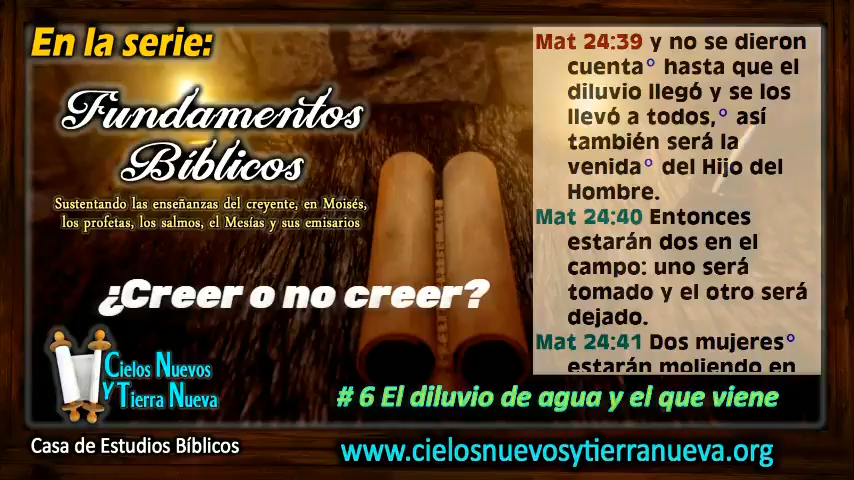 En la serie:
Fundamentos
Bíblicos
Sustentando las enseñanzas del creyente, en Moisés,
los profetas, los salmos, el Mesías y sus emisarios
¿Creer o no creer?
Cielos Nuevos
Y Tierra Nueva
Casa de Estudios Bíblicos
Mat 24:39 y no se dieron
cuenta° hasta que el
diluvio llegó y se los
llevó a todos,° así
también será la
venida° del Hijo del
Hombre.
Mat 24:40 Entonces
estarán dos en el
campo: uno será
tomado y el otro será
dejado.
Mat 24:41 Dos mujeres°
estarán moliendo en
# 6 El diluvio de agua y el que viene
www.cielosnuevosytierranueva.org